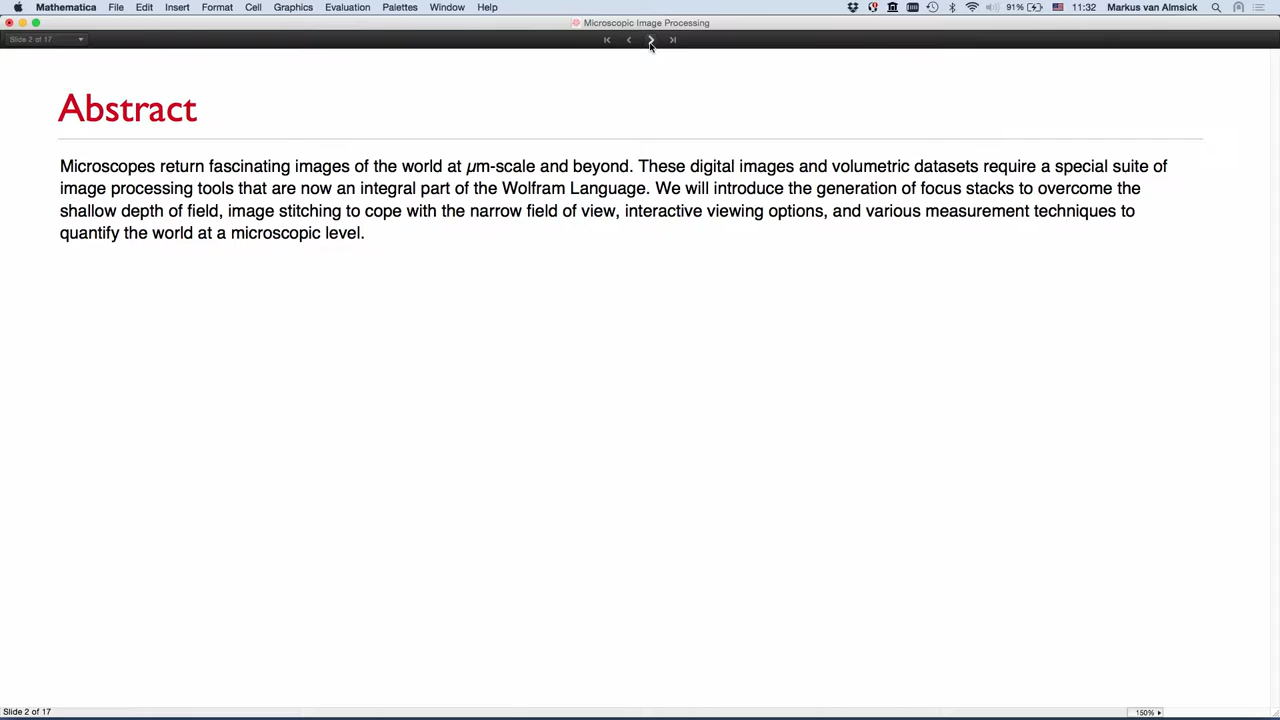 Mathematica File Edit Insert Format Cell Graphics Evaluation Palettes Window Help 91% 11:32 Markus van Almsick
Microscopic Image Processing
Slide 2 of 17
Abstract
Microscopes return fascinating images of the world at μm-scale and beyond. These digital images and volumetric datasets require a special suite of
image processing tools that are now an integral part of the Wolfram Language. We will introduce the generation of focus stacks to overcome the
shallow depth of field, image stitching to cope with the narrow field of view, interactive viewing options, and various measurement techniques to
quantify the world at a microscopic level.
Slide 2 of 17 150%